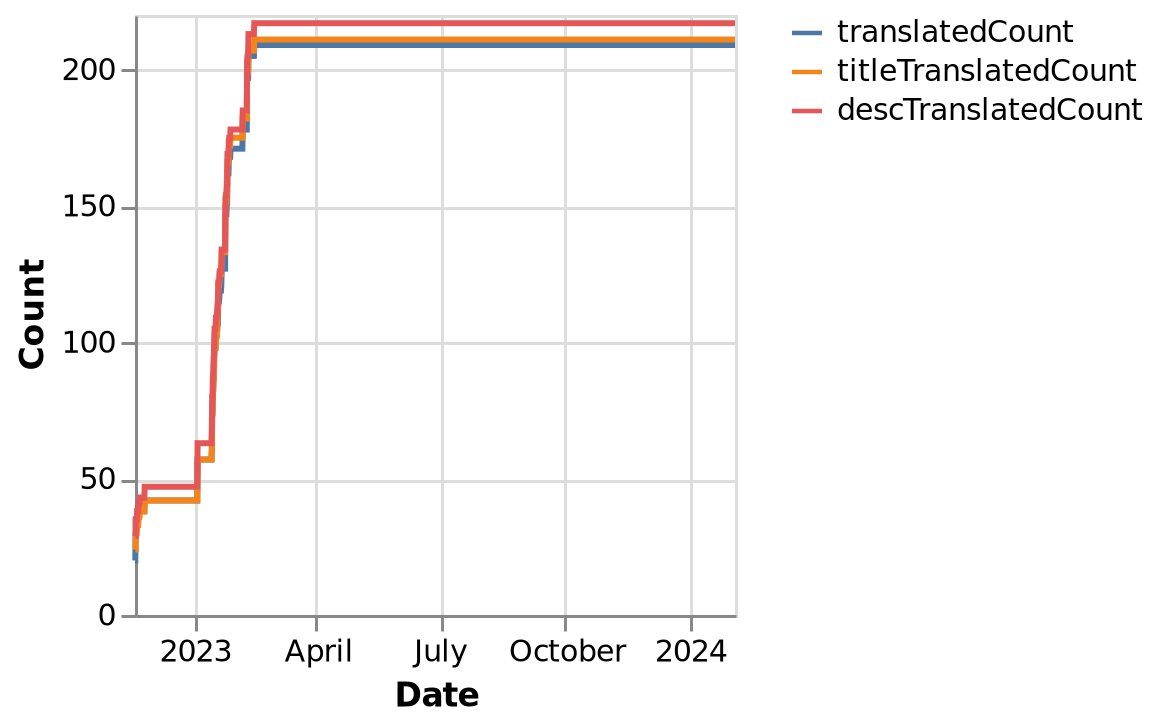 translatedCount
titleTranslatedCount
descTranslatedCount
Count
200
150
100
50
0
2023 April July October 2024
Date